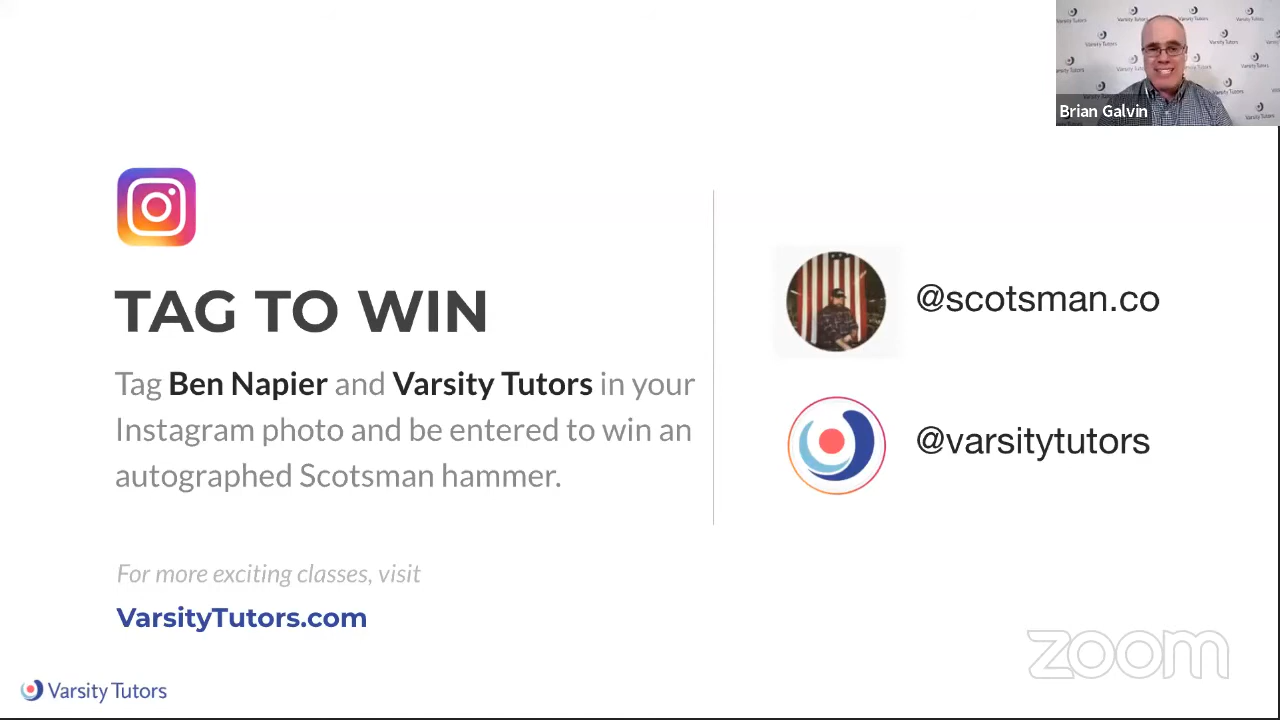 Brian Galvin
TAG TO WIN
Tag Ben Napier and Varsity Tutors in your
Instagram photo and be entered to win an
autographed Scotsman hammer.
For more exciting classes, visit
VarsityTutors.com
@scotsman.co
@varsitytutors
zoom
Varsity Tutors